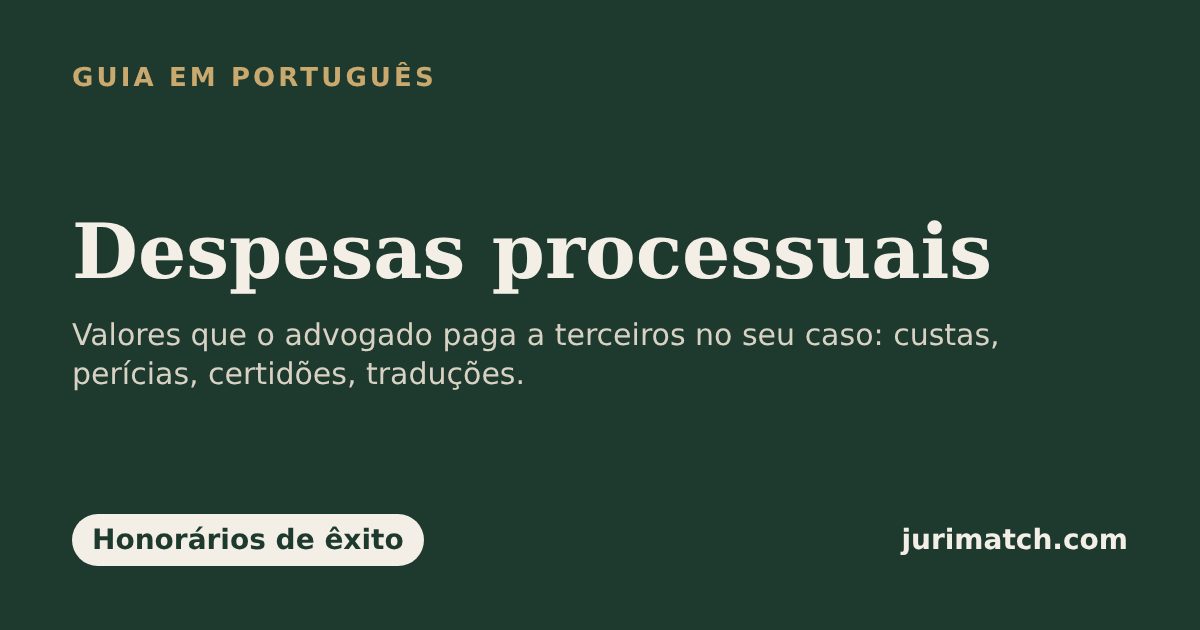 GUIA EM PORTUGUÊS
Despesas processuais
Valores que o advogado paga a terceiros no seu caso: custas,
perícias, certidões, traduções.
Honorários de êxito
jurimatch.com